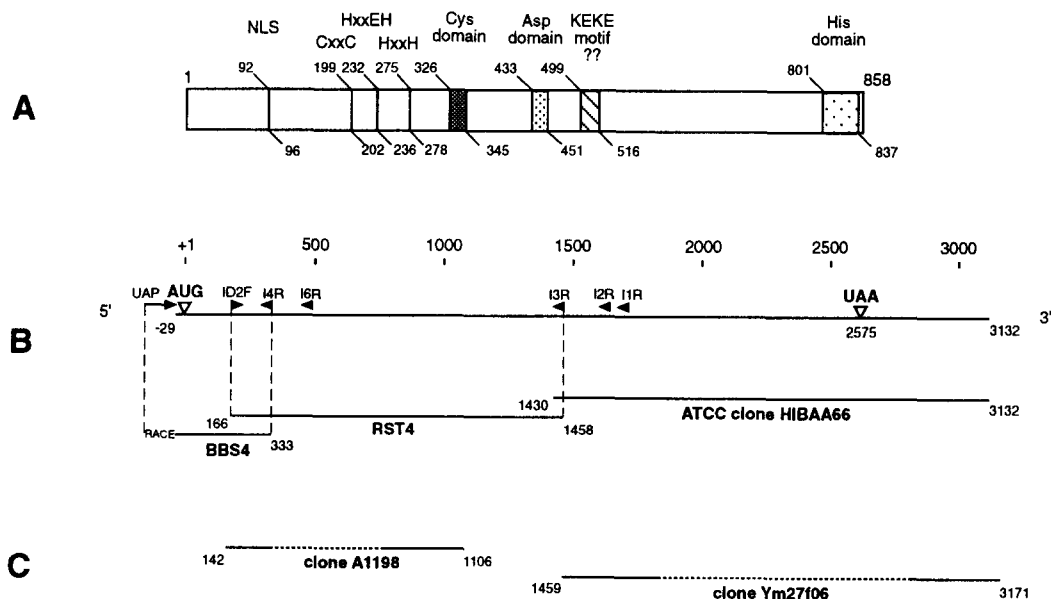 NLS
CxxC
HxxEH
HxxH
Cys
domain
Asp
domain
KEKE
motif
??
His
domain
1
92
199
232
275
326
433
499
801
858
A
96
202
236
278
345
451
516
837
+1
500
1000
1500
2000
2500
3000
UAP
AUG
ID2F
I4R
I6R
I3R
I2R
I1R
UAA
5'
3'
-29
2575
3132
B
1430
ATCC clone HIBAA66
3132
166
RST4
1458
RACE
BBS4
333
C
142
clone A1198
1106
1459
clone Ym27f06
3171